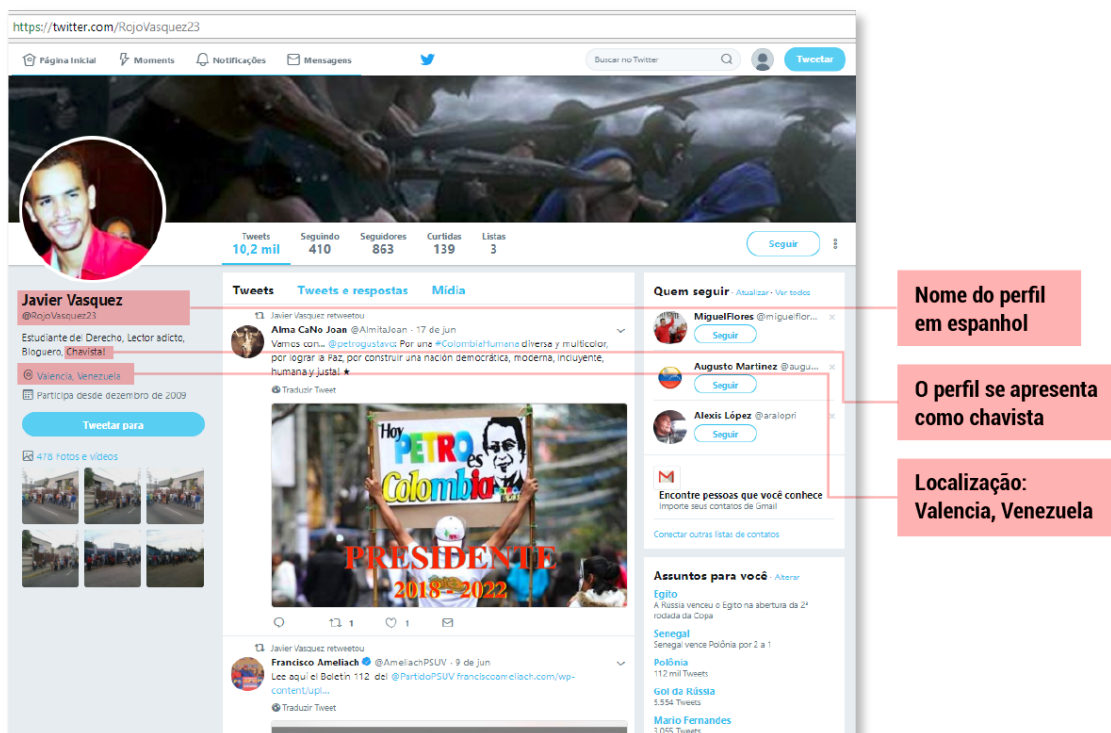 https://twitter.com/RojoVasquez23
Página Inicial Moments Notificações Mensagens Buscar no Twitter Tweetar
Tweets Seguindo Seguidores Curtidas Listas
10,2 mil 410 863 139 3
Seguir
Javier Vasquez
@RojoVasquez23
Estudiante del Derecho, Lector adicto,
Bloguero, Chavista!
Valencia, Venezuela
Participa desde dezembro de 2009
Tweetar para
478 Fotos e vídeos
Tweets Tweets e respostas Mídia
Javier Vasquez retweetou
Alma CaNo Joan @AlmitaJoan · 17 de jun
Vamos con... @petrogustavo: Por una #ColombiaHumana diversa y multicolor,
por lograr la Paz, por construir una nación democrática, moderna, incluyente,
humana y justa! ★
Traduzir Tweet
Hoy
PETRO es
Colombia
PRESIDENTE
2018 - 2022
1 1
Javier Vasquez retweetou
Francisco Ameliach @AmeliachPSUV · 9 de jun
Lee aquí el Boletín 112 del @PartidoPSUV franciscoameliach.com/wp-
content/upl...
Traduzir Tweet
Quem seguir · Atualizar · Ver todos
MiguelFlores @miguelflor...
Seguir
Augusto Martinez @augu...
Seguir
Alexis López @aralopri
Seguir
Encontre pessoas que você conhece
Importe seus contatos de Gmail
Conectar outras listas de contatos
Assuntos para você · Alterar
Egito
A Rússia venceu o Egito na abertura da 2ª
rodada da Copa
Senegal
Senegal vence Polônia por 2 a 1
Polônia
112 mil Tweets
Gol da Rússia
5.554 Tweets
Mario Fernandes
3.055 Tweets
Nome do perfil
em espanhol
O perfil se apresenta
como chavista
Localização:
Valencia, Venezuela